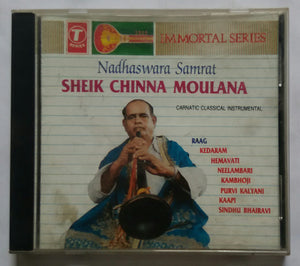 T
SERIES
IMMORTAL SERIES
Nadhaswara Samrat
SHEIK CHINNA MOULANA
CARNATIC CLASSICAL INSTRUMENTAL
RAAG
KEDARAM
HEMAVATI
NEELAMBARI
KAMBHOJI
PURVI KALYANI
KAAPI
SINDHU BHAIRAVI